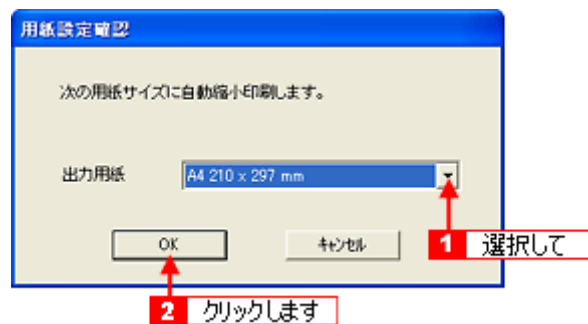 用紙設定確認
次の用紙サイズに自動縮小印刷します。
出力用紙 A4 210 x 297 mm
OK キャンセル
1 選択して
2 クリックします